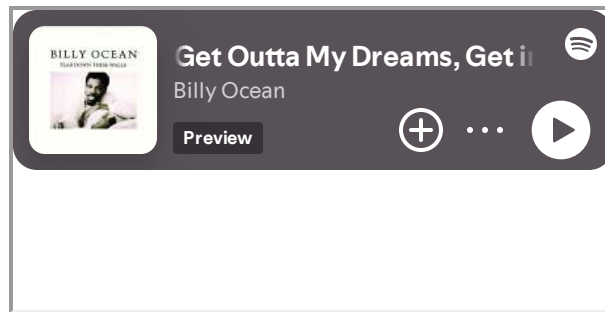 BILLY OCEAN
TEAR DOWN THESE WALLS
Get Outta My Dreams, Get i
Billy Ocean
Preview